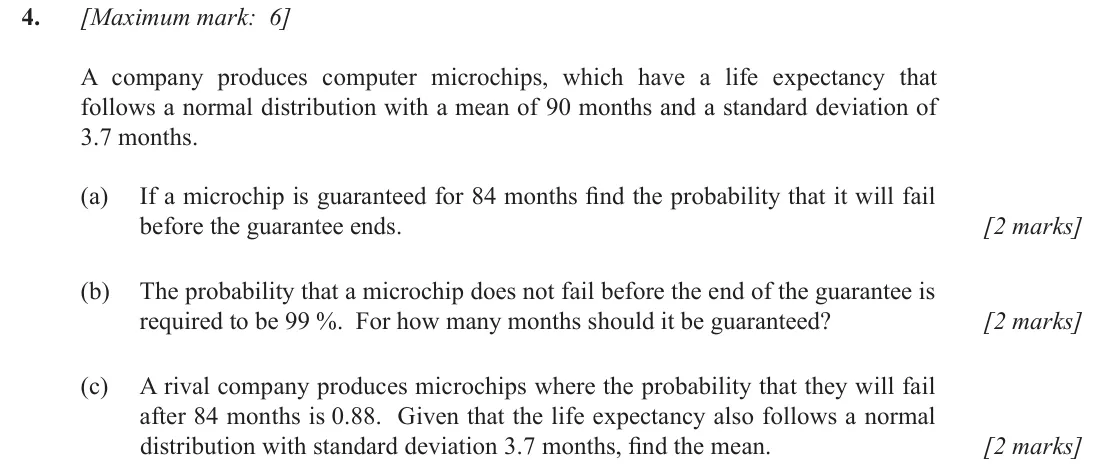 4. [Maximum mark: 6]
A company produces computer microchips, which have a life expectancy that
follows a normal distribution with a mean of 90 months and a standard deviation of
3.7 months.
(a) If a microchip is guaranteed for 84 months find the probability that it will fail
before the guarantee ends. [2 marks]
(b) The probability that a microchip does not fail before the end of the guarantee is
required to be 99 %. For how many months should it be guaranteed? [2 marks]
(c) A rival company produces microchips where the probability that they will fail
after 84 months is 0.88. Given that the life expectancy also follows a normal
distribution with standard deviation 3.7 months, find the mean. [2 marks]